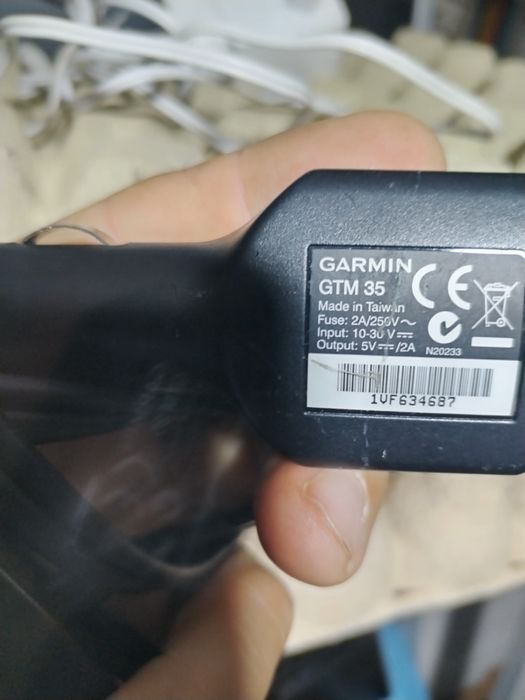 GARMIN
GTM 35
Made in Taiwan
Fuse: 2A/250V～
Input: 10-30 V⎓
Output: 5V⎓/2A
N20233
1VF634687